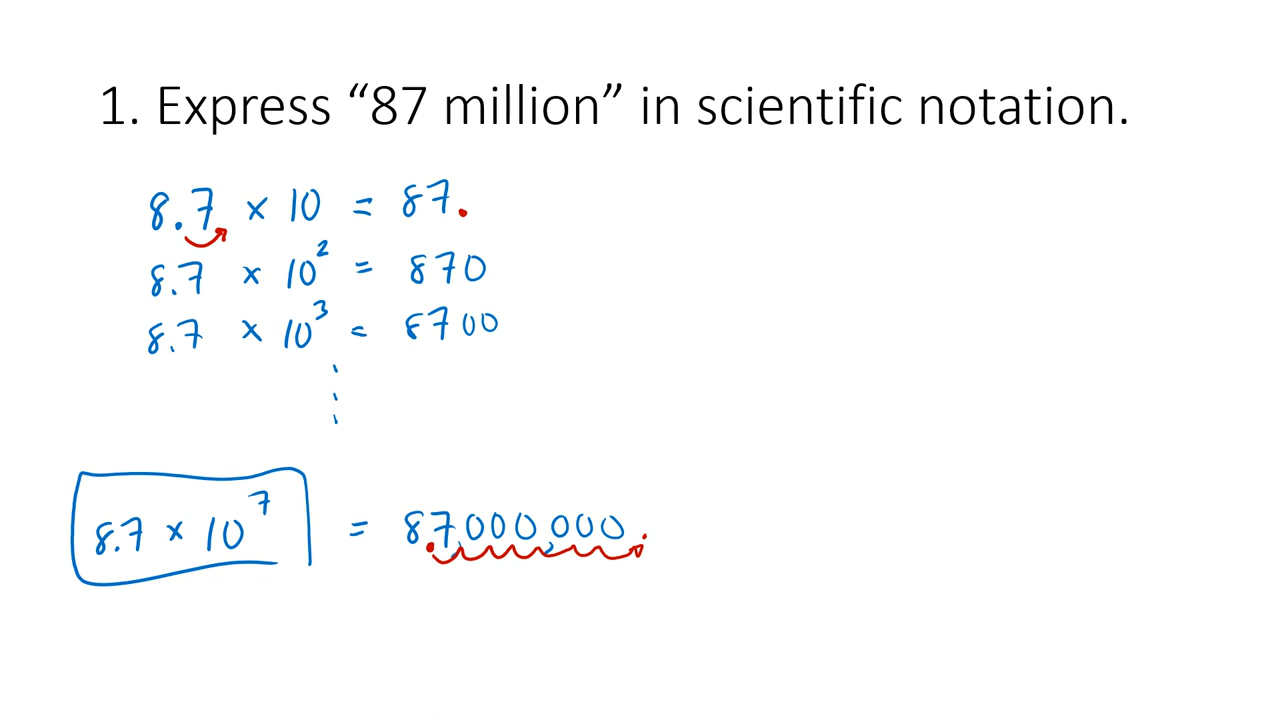 1. Express “87 million” in scientific notation.
8.7 × 10 = 87.
8.7 × 10² = 870
8.7 × 10³ = 8700
8.7 × 10⁷ = 87,000,000.